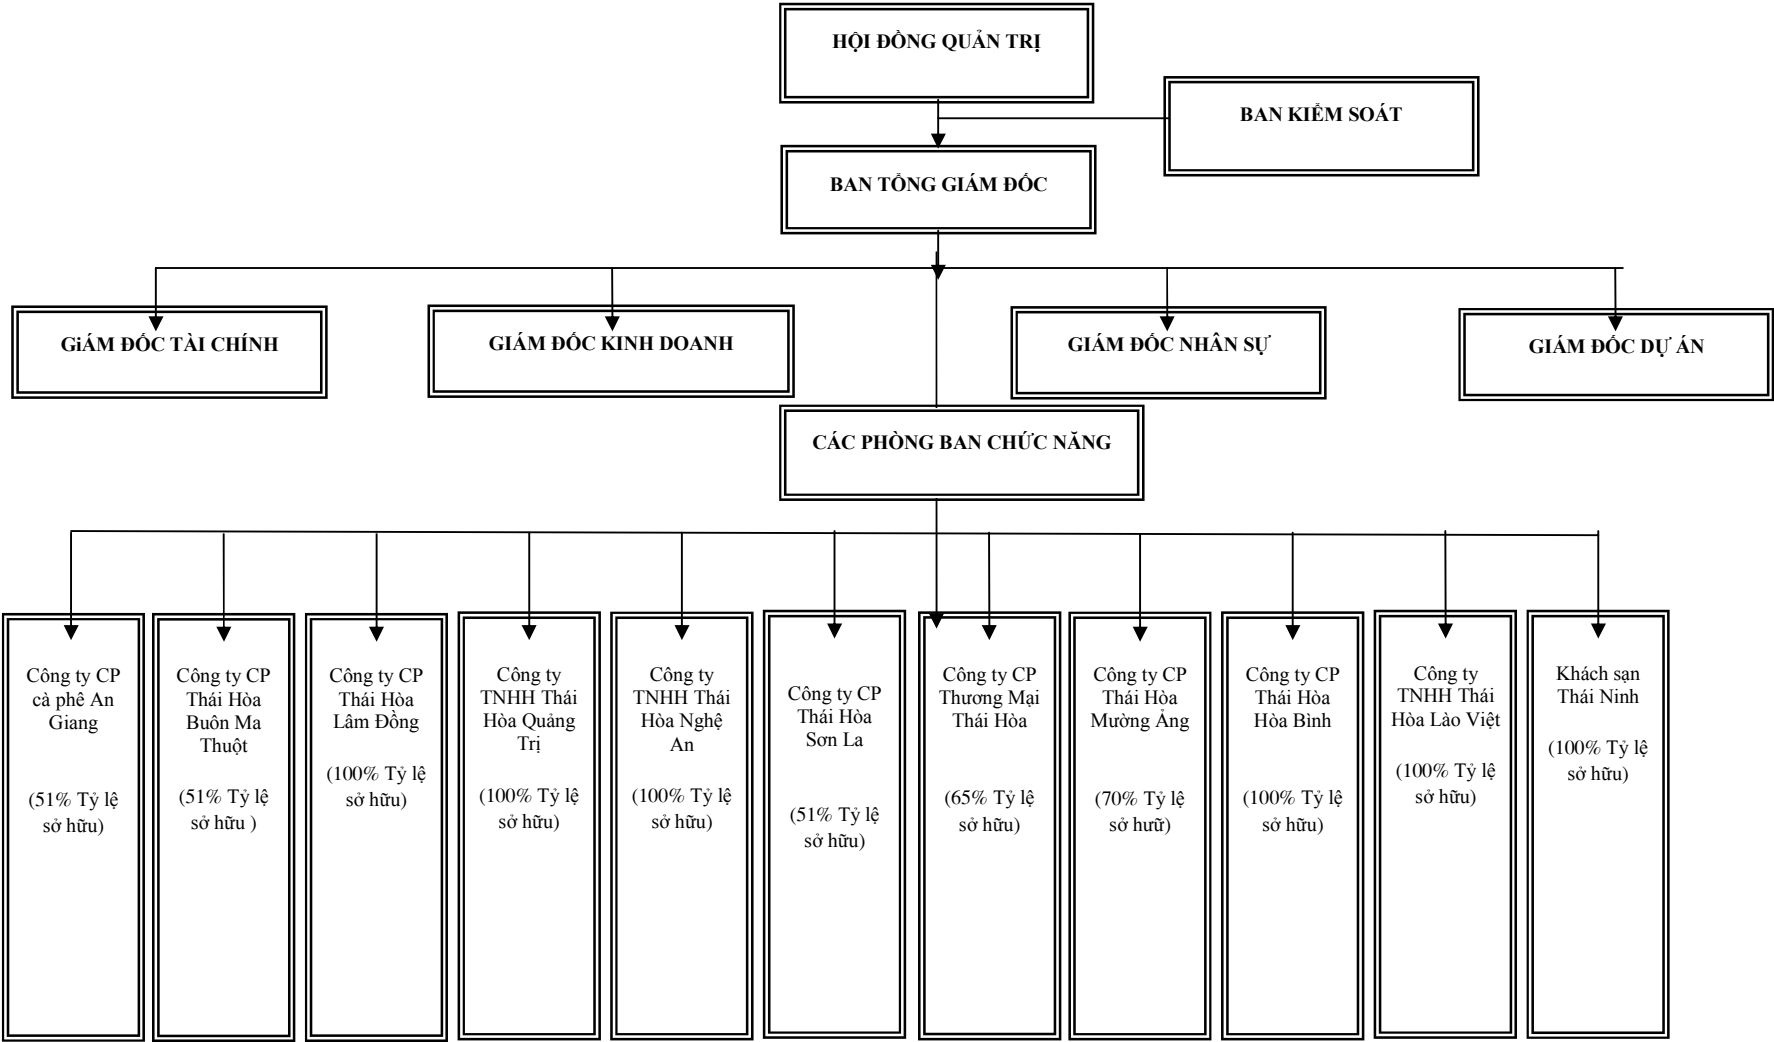 HỘI ĐỒNG QUẢN TRỊ
BAN KIỂM SOÁT
BAN TỔNG GIÁM ĐỐC
GiÁM ĐỐC TÀI CHÍNH
GIÁM ĐỐC KINH DOANH
GIÁM ĐỐC NHÂN SỰ
GIÁM ĐỐC DỰ ÁN
CÁC PHÒNG BAN CHỨC NĂNG
Công ty CP
cà phê An
Giang
(51% Tỷ lệ
sở hữu)
Công ty CP
Thái Hòa
Buôn Ma
Thuột
(51% Tỷ lệ
sở hữu )
Công ty CP
Thái Hòa
Lâm Đồng
(100% Tỷ lệ
sở hữu)
Công ty
TNHH Thái
Hòa Quảng
Trị
(100% Tỷ lệ
sở hữu)
Công ty
TNHH Thái
Hòa Nghệ
An
(100% Tỷ lệ
sở hữu)
Công ty CP
Thái Hòa
Sơn La
(51% Tỷ lệ
sở hữu)
Công ty CP
Thương Mại
Thái Hòa
(65% Tỷ lệ
sở hữu)
Công ty CP
Thái Hòa
Mường Ảng
(70% Tỷ lệ
sở hưũ)
Công ty CP
Thái Hòa
Hòa Bình
(100% Tỷ lệ
sở hữu)
Công ty
TNHH Thái
Hòa Lào Việt
(100% Tỷ lệ
sở hữu)
Khách sạn
Thái Ninh
(100% Tỷ lệ
sở hữu)